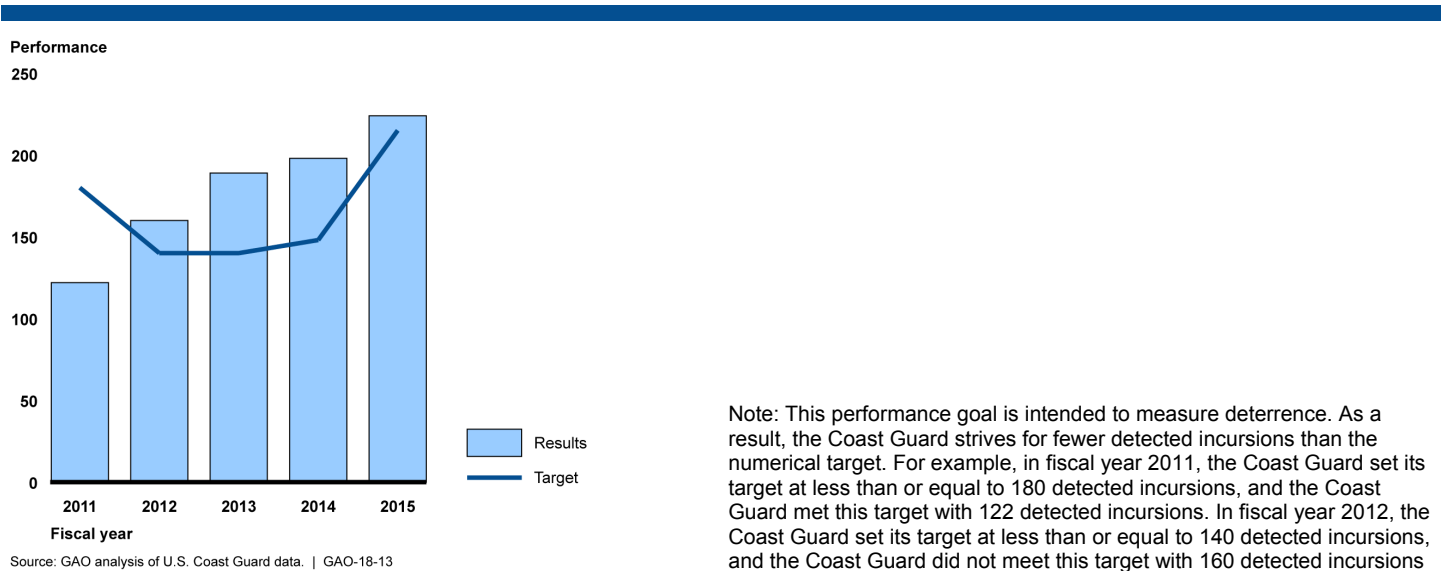 Performance
250
200
150
100
50
0
2011 2012 2013 2014 2015
Fiscal year
Results
Target
Source: GAO analysis of U.S. Coast Guard data. | GAO-18-13
Note: This performance goal is intended to measure deterrence. As a
result, the Coast Guard strives for fewer detected incursions than the
numerical target. For example, in fiscal year 2011, the Coast Guard set its
target at less than or equal to 180 detected incursions, and the Coast
Guard met this target with 122 detected incursions. In fiscal year 2012, the
Coast Guard set its target at less than or equal to 140 detected incursions,
and the Coast Guard did not meet this target with 160 detected incursions